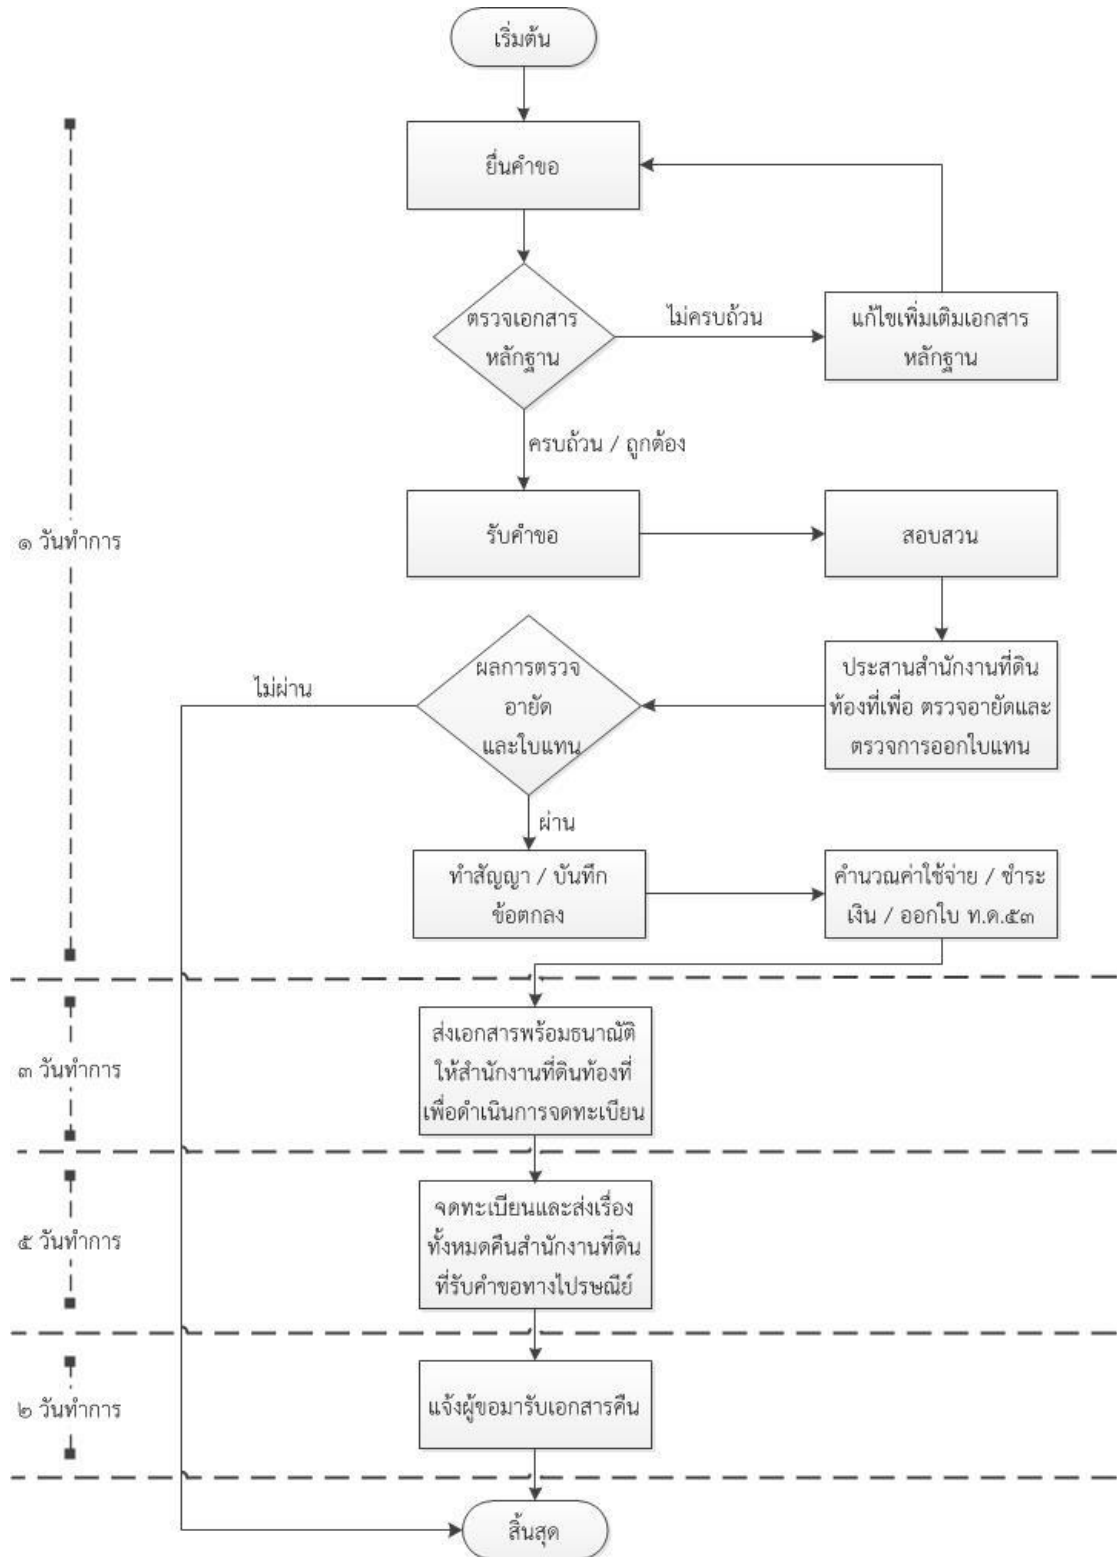 เริ่มต้น
ยื่นคำขอ
ตรวจเอกสาร
หลักฐาน
ไม่ครบถ้วน
แก้ไขเพิ่มเติมเอกสาร
หลักฐาน
ครบถ้วน / ถูกต้อง
๑ วันทำการ
รับคำขอ
สอบสวน
ประสานสำนักงานที่ดิน
ท้องที่เพื่อ ตรวจอายัดและ
ตรวจการออกใบแทน
ผลการตรวจ
อายัด
และใบแทน
ไม่ผ่าน
ผ่าน
ทำสัญญา / บันทึก
ข้อตกลง
คำนวณค่าใช้จ่าย / ชำระ
เงิน / ออกใบ ท.ด.๕๓
๓ วันทำการ
ส่งเอกสารพร้อมธนาณัติ
ให้สำนักงานที่ดินท้องที่
เพื่อดำเนินการจดทะเบียน
๕ วันทำการ
จดทะเบียนและส่งเรื่อง
ทั้งหมดคืนสำนักงานที่ดิน
ที่รับคำขอทางไปรษณีย์
๒ วันทำการ
แจ้งผู้ขอมารับเอกสารคืน
สิ้นสุด